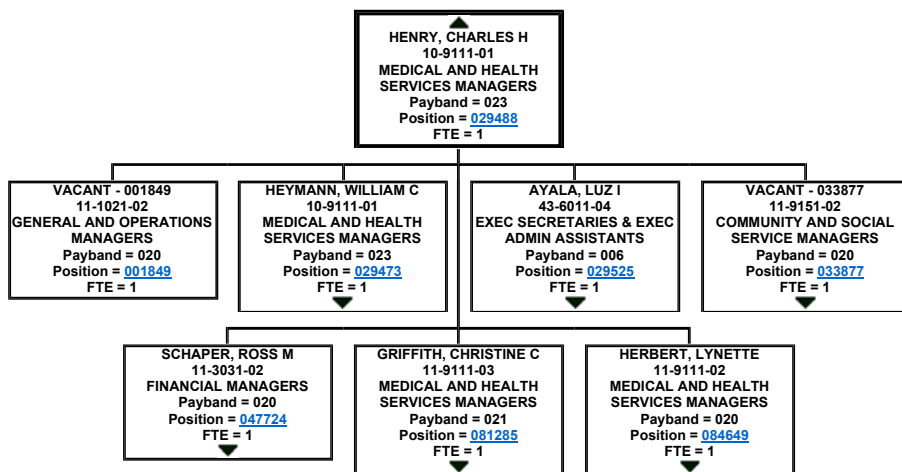 HENRY, CHARLES H
10-9111-01
MEDICAL AND HEALTH
SERVICES MANAGERS
Payband = 023
Position = 029488
FTE = 1
VACANT - 001849
11-1021-02
GENERAL AND OPERATIONS
MANAGERS
Payband = 020
Position = 001849
FTE = 1
HEYMANN, WILLIAM C
10-9111-01
MEDICAL AND HEALTH
SERVICES MANAGERS
Payband = 023
Position = 029473
FTE = 1
AYALA, LUZ I
43-6011-04
EXEC SECRETARIES & EXEC
ADMIN ASSISTANTS
Payband = 006
Position = 029525
FTE = 1
VACANT - 033877
11-9151-02
COMMUNITY AND SOCIAL
SERVICE MANAGERS
Payband = 020
Position = 033877
FTE = 1
SCHAPER, ROSS M
11-3031-02
FINANCIAL MANAGERS
Payband = 020
Position = 047724
FTE = 1
GRIFFITH, CHRISTINE C
11-9111-03
MEDICAL AND HEALTH
SERVICES MANAGERS
Payband = 021
Position = 081285
FTE = 1
HERBERT, LYNETTE
11-9111-02
MEDICAL AND HEALTH
SERVICES MANAGERS
Payband = 020
Position = 084649
FTE = 1